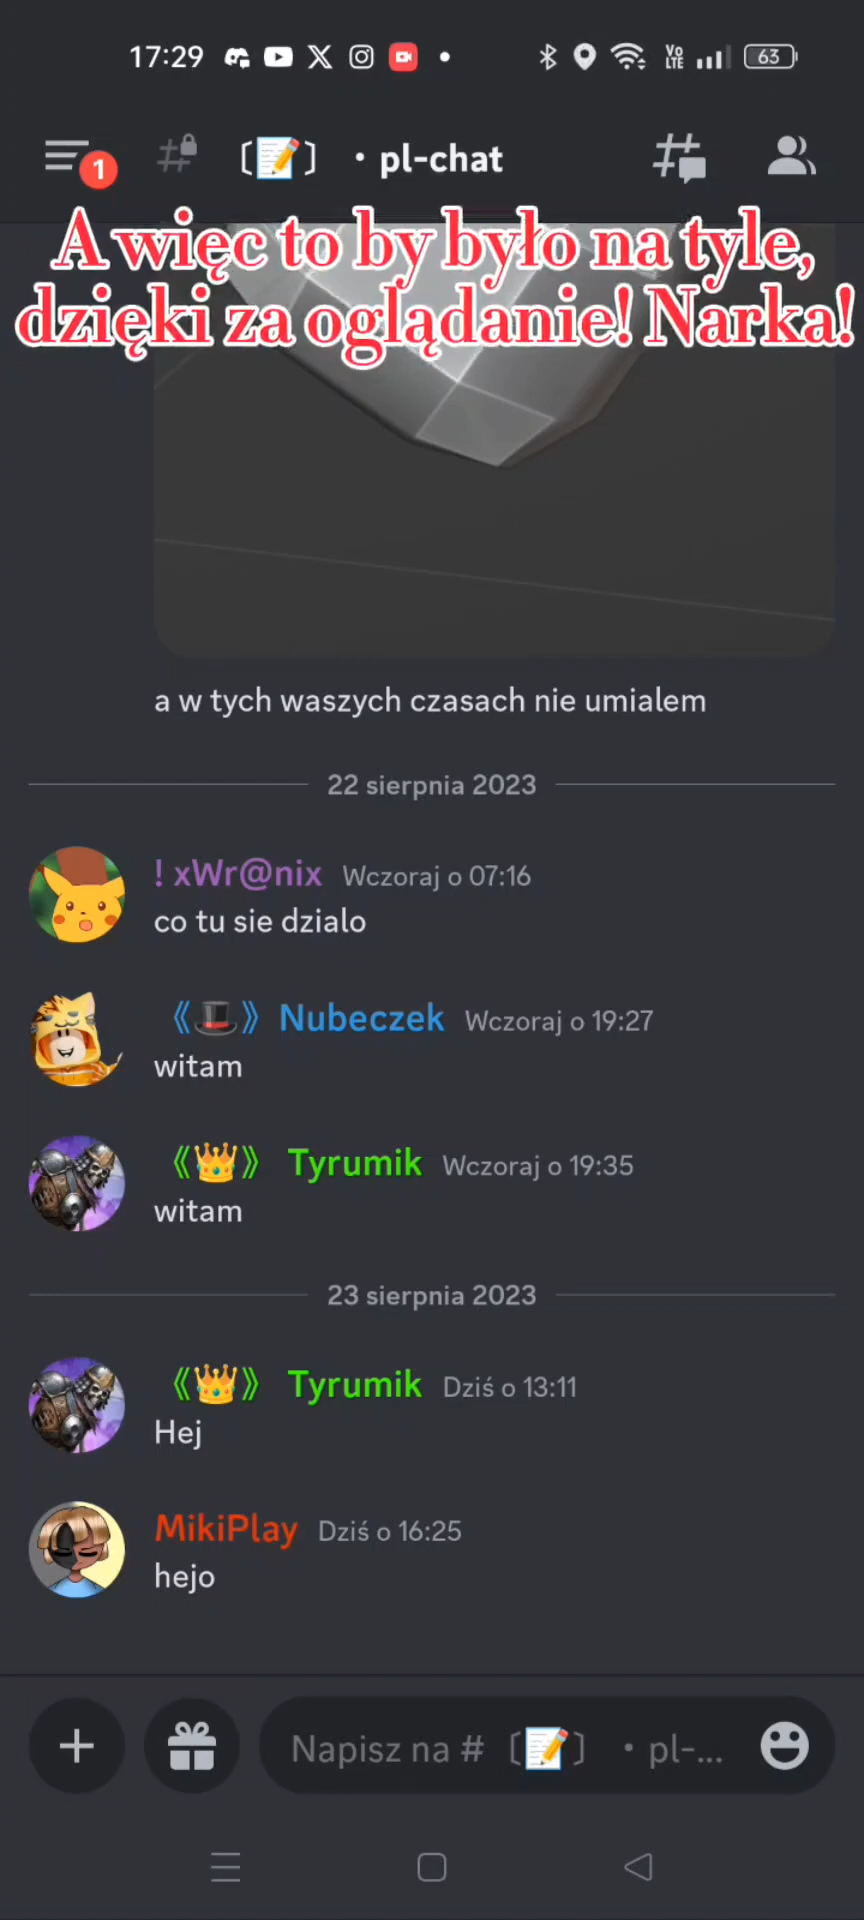 17:29 VoLTE 63
1 # 〔📝〕 • pl-chat
A więc to by było na tyle,
dzięki za oglądanie! Narka!
a w tych waszych czasach nie umialem
22 sierpnia 2023
! xWr@nix Wczoraj o 07:16
co tu sie dzialo
《🎩》 Nubeczek Wczoraj o 19:27
witam
《👑》 Tyrumik Wczoraj o 19:35
witam
23 sierpnia 2023
《👑》 Tyrumik Dziś o 13:11
Hej
MikiPlay Dziś o 16:25
hejo
Napisz na # 〔📝〕 • pl-...